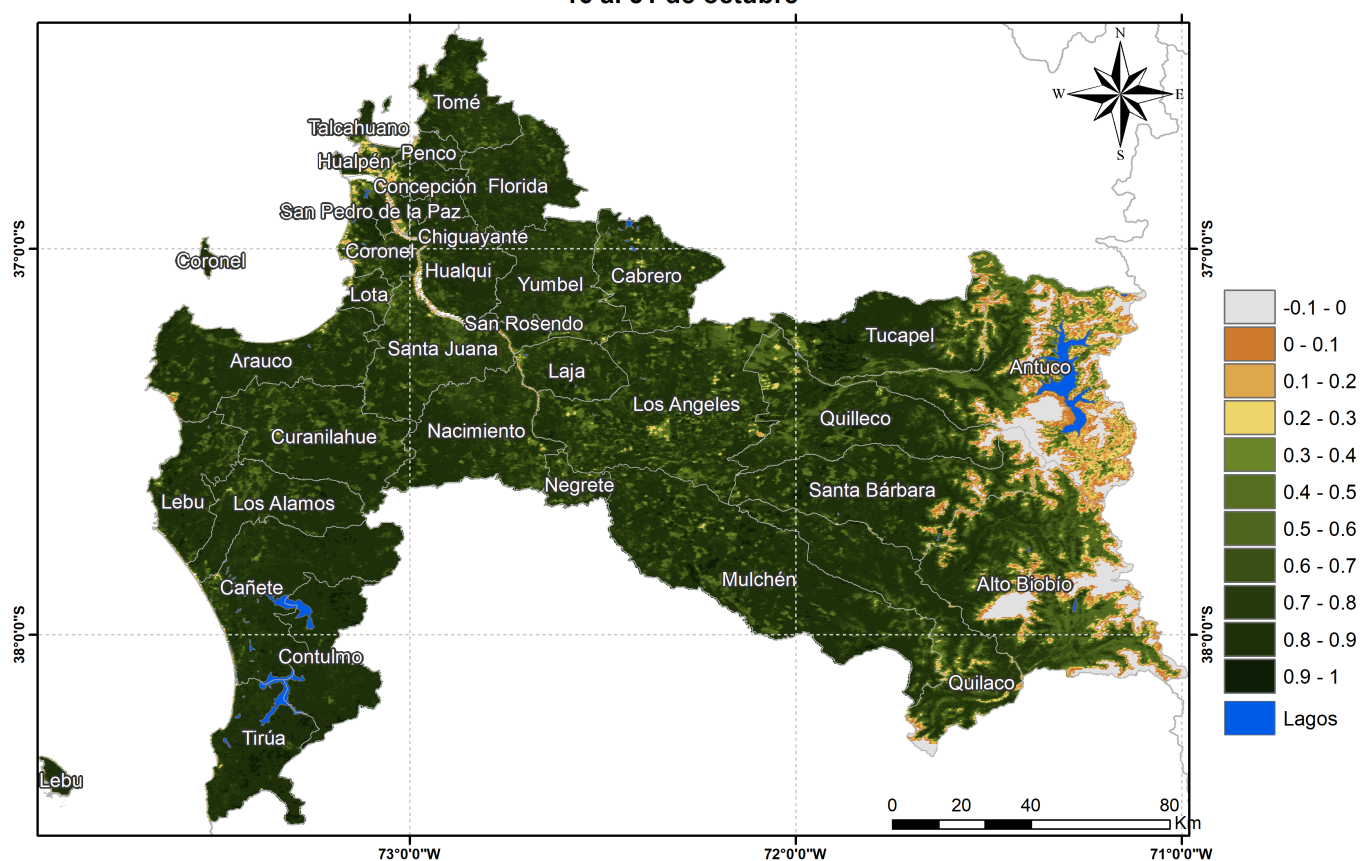 N
W E
S
Tomé
Talcahuano
Penco
Hualpén
Concepción
Florida
San Pedro de la Paz
Chiguayante
Coronel
Coronel
Hualqui
Cabrero
Yumbel
Lota
San Rosendo
Tucapel
Santa Juana
Arauco
Antuco
Laja
Los Angeles
Quilleco
Curanilahue
Nacimiento
Negrete
Santa Bárbara
Lebu
Los Alamos
Mulchén
Alto Biobío
Cañete
Contulmo
Quilaco
Tirúa
Lebu
37°0'0"S
37°0'0"S
38°0'0"S
38°0'0"S
-0.1 - 0
0 - 0.1
0.1 - 0.2
0.2 - 0.3
0.3 - 0.4
0.4 - 0.5
0.5 - 0.6
0.6 - 0.7
0.7 - 0.8
0.8 - 0.9
0.9 - 1
Lagos
0 20 40 80
Km
73°0'0"W 72°0'0"W 71°0'0"W